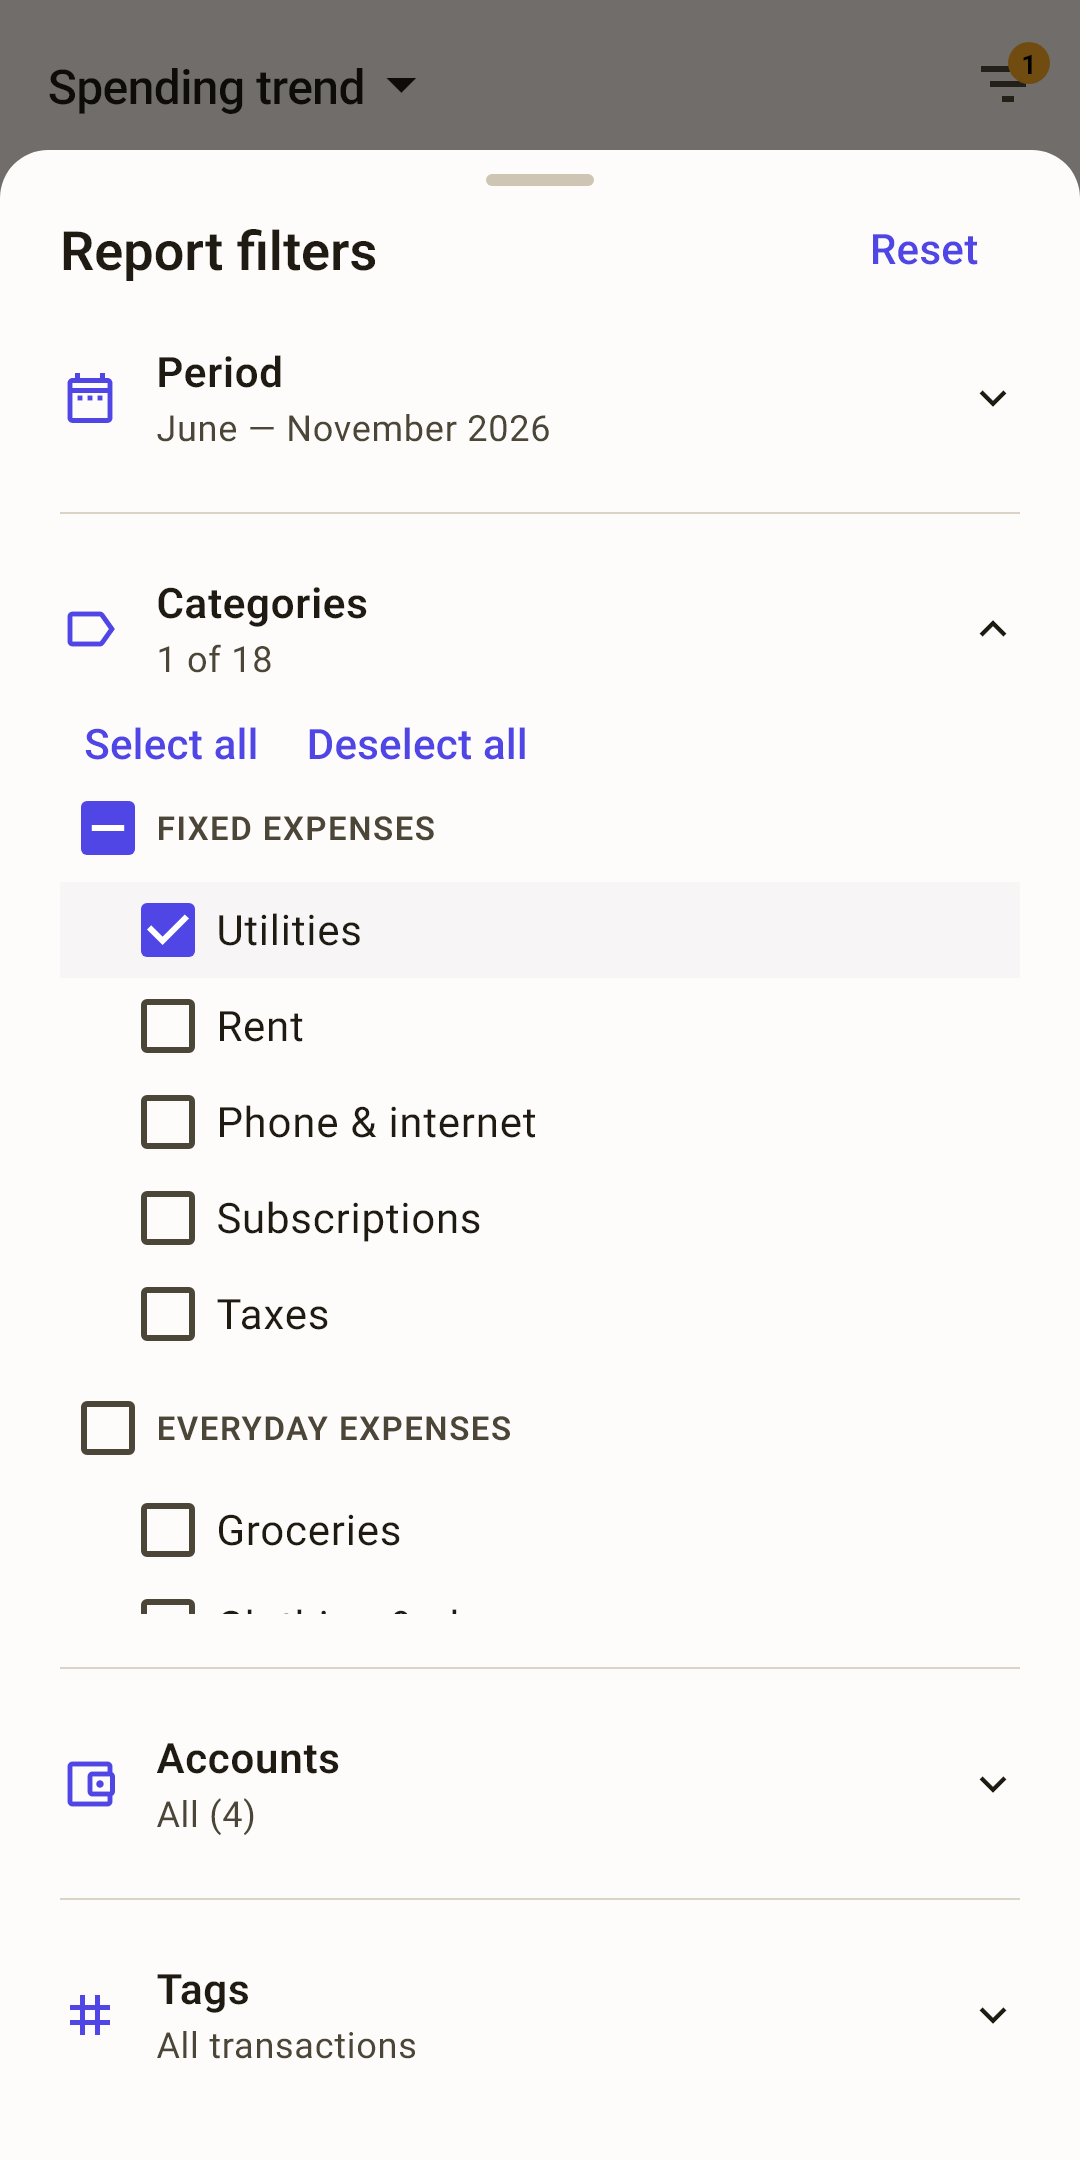 Spending trend
1
Report filters
Reset
Period
June — November 2026
Categories
1 of 18
Select all
Deselect all
FIXED EXPENSES
Utilities
Rent
Phone & internet
Subscriptions
Taxes
EVERYDAY EXPENSES
Groceries
Accounts
All (4)
Tags
All transactions